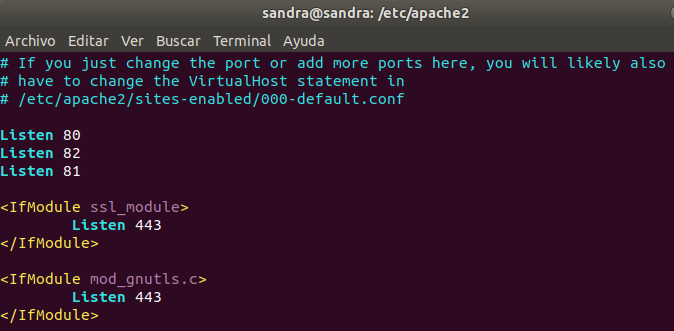 sandra@sandra: /etc/apache2
Archivo Editar Ver Buscar Terminal Ayuda
# If you just change the port or add more ports here, you will likely also
# have to change the VirtualHost statement in
# /etc/apache2/sites-enabled/000-default.conf
Listen 80
Listen 82
Listen 81
<IfModule ssl_module>
Listen 443
</IfModule>
<IfModule mod_gnutls.c>
Listen 443
</IfModule>